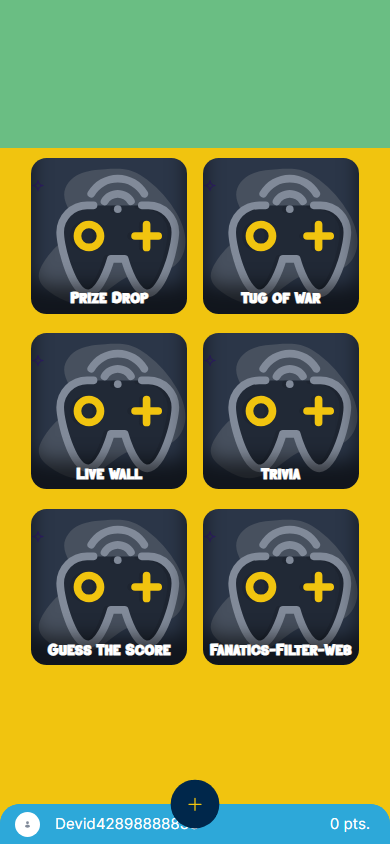 Prize Drop
Tug of War
Live Wall
Trivia
Guess The Score
Fanatics-Filter-Web
0 pts.